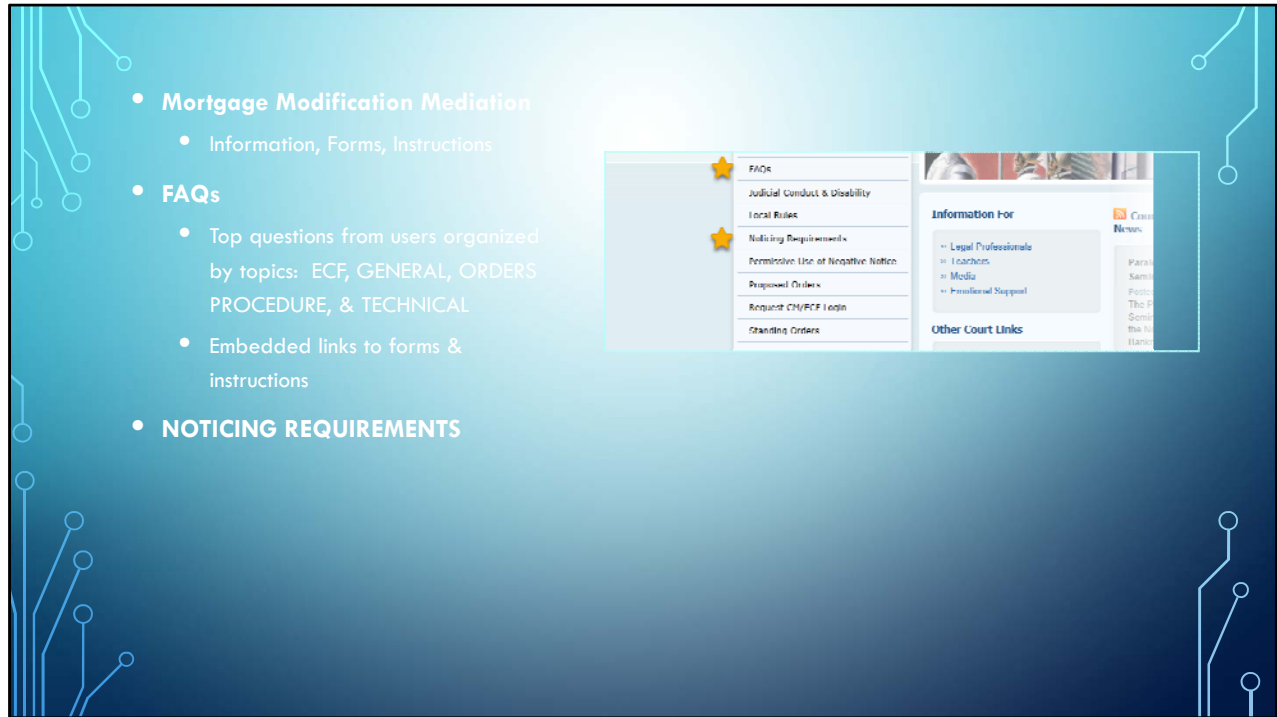 Mortgage Modification Mediation
Information, Forms, Instructions
FAQs
Top questions from users organized
by topics: ECF, GENERAL, ORDERS
PROCEDURE, & TECHNICAL
Embedded links to forms &
instructions
NOTICING REQUIREMENTS
FAQs
Judicial Conduct & Disability
Local Rules
Noticing Requirements
Permissive Use of Negative Notice
Proposed Orders
Request CM/ECF Login
Standing Orders
Information For
Legal Professionals
Teachers
Media
Emotional Support
Other Court Links
News
The